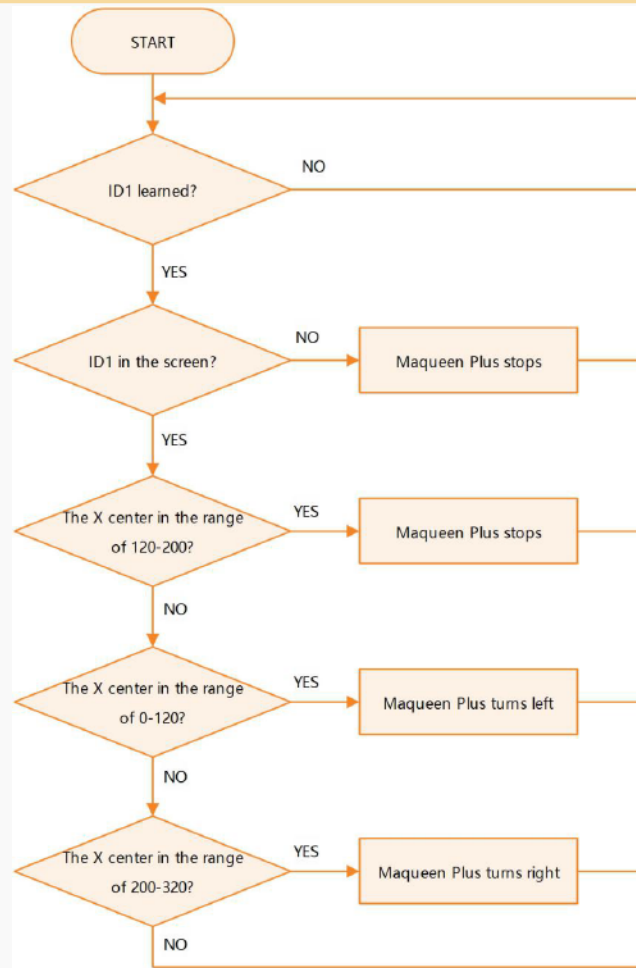 START
ID1 learned?
NO
YES
ID1 in the screen?
NO
Maqueen Plus stops
YES
The X center in the range
of 120-200?
YES
Maqueen Plus stops
NO
The X center in the range
of 0-120?
YES
Maqueen Plus turns left
NO
The X center in the range
of 200-320?
YES
Maqueen Plus turns right
NO